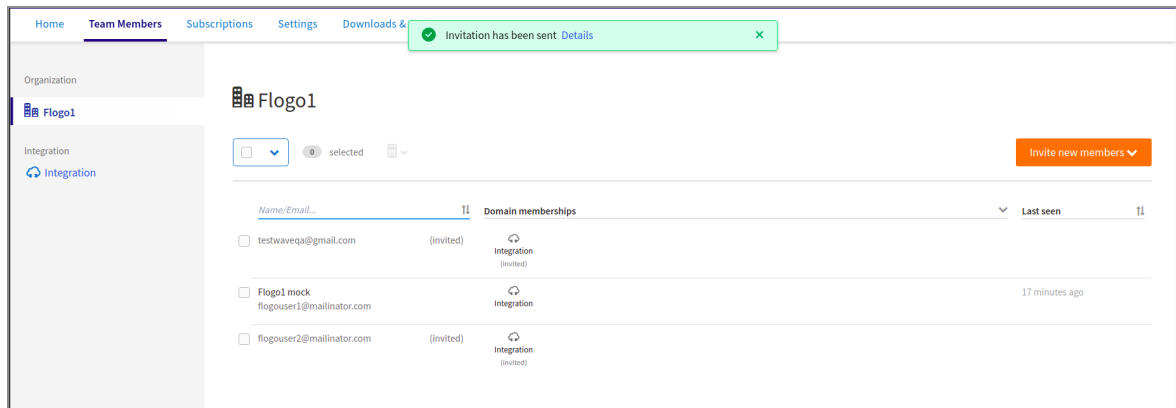 Home Team Members Subscriptions Settings Downloads &
Invitation has been sent Details
Organization
Flogo1
Integration
Integration
Flogo1
0 selected
Invite new members
Name/Email... Domain memberships Last seen
testwaveqa@gmail.com (invited) Integration
(invited)
Flogo1 mock 17 minutes ago
flogouser1@mailinator.com Integration
flogouser2@mailinator.com (invited)
Integration
(invited)